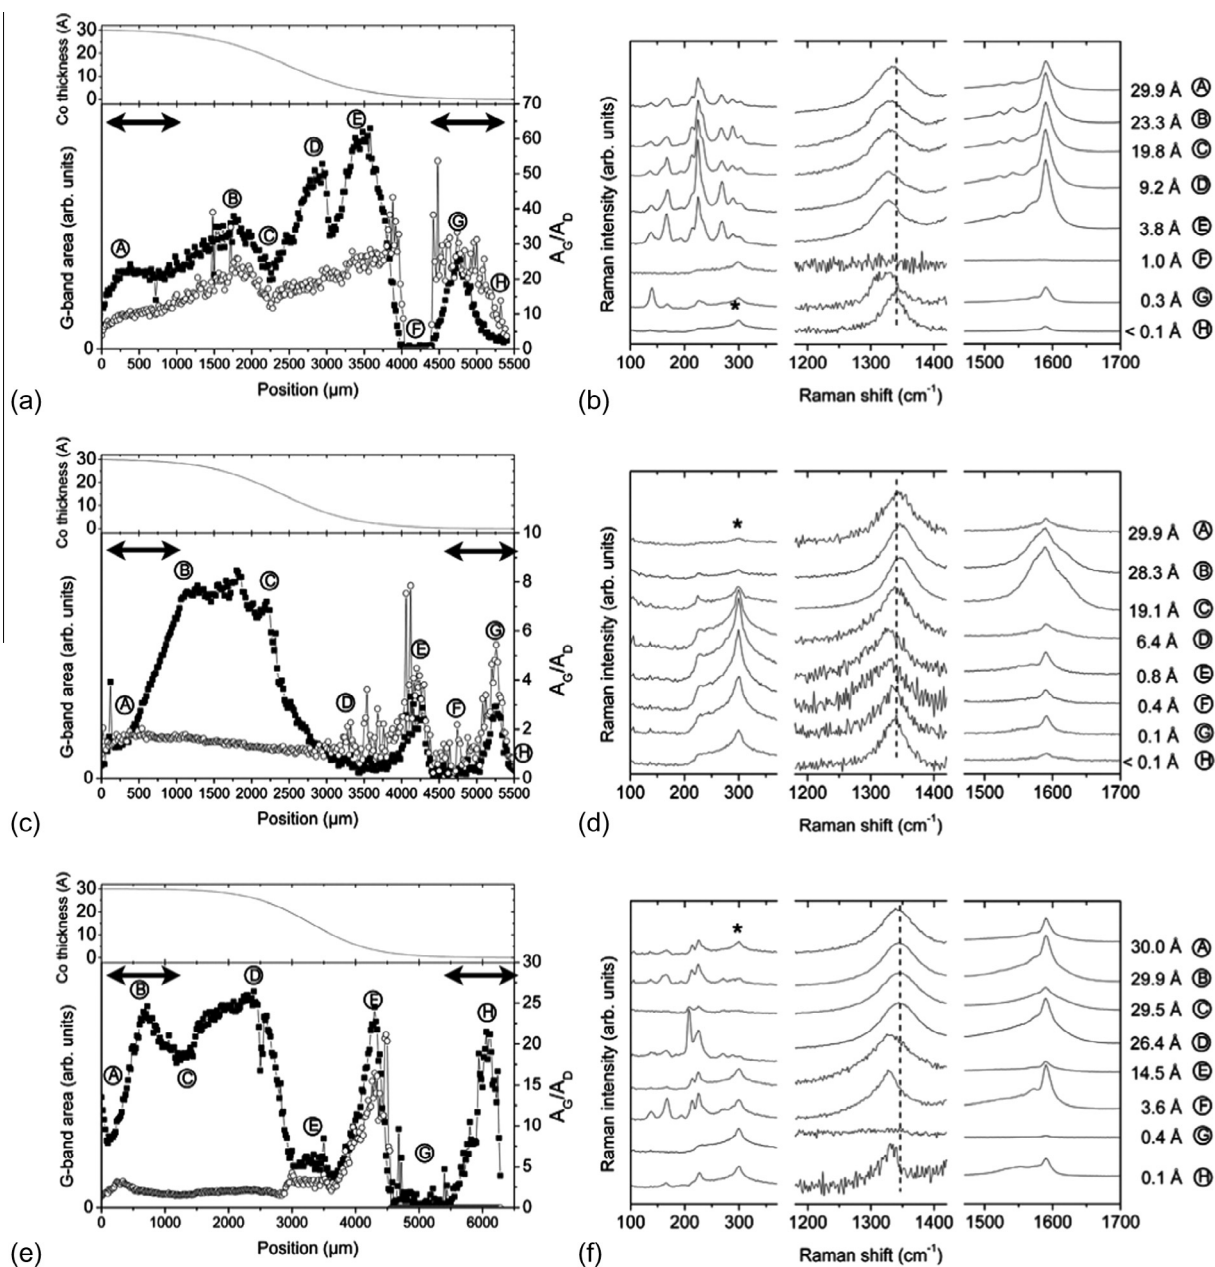 Co thickness (A)
30
20
10
0
70
60
50
40
30
20
10
0
G-band area (arb. units)
0
A_G/A_D
A
B
C
D
E
F
G
H
0 500 1000 1500 2000 2500 3000 3500 4000 4500 5000 5500
Position (µm)
(a)
Raman intensity (arb. units)
*
29.9 Å A
23.3 Å B
19.8 Å C
9.2 Å D
3.8 Å E
1.0 Å F
0.3 Å G
< 0.1 Å H
100 200 300 1200 1300 1400 1500 1600 1700
Raman shift (cm⁻¹)
(b)
Co thickness (A)
30
20
10
0
10
8
6
4
2
0
G-band area (arb. units)
0
A_G/A_D
A
B
C
D
E
F
G
H
0 500 1000 1500 2000 2500 3000 3500 4000 4500 5000 5500
Position (µm)
(c)
Raman intensity (arb. units)
*
29.9 Å A
28.3 Å B
19.1 Å C
6.4 Å D
0.8 Å E
0.4 Å F
0.1 Å G
< 0.1 Å H
100 200 300 1200 1300 1400 1500 1600 1700
Raman shift (cm⁻¹)
(d)
Co thickness (A)
30
20
10
0
30
25
20
15
10
5
0
G-band area (arb. units)
0
A_G/A_D
A
B
C
D
E
E
G
H
0 1000 2000 3000 4000 5000 6000
Position (µm)
(e)
Raman intensity (arb. units)
*
30.0 Å A
29.9 Å B
29.5 Å C
26.4 Å D
14.5 Å E
3.6 Å F
0.4 Å G
0.1 Å H
100 200 300 1200 1300 1400 1500 1600 1700
Raman shift (cm⁻¹)
(f)